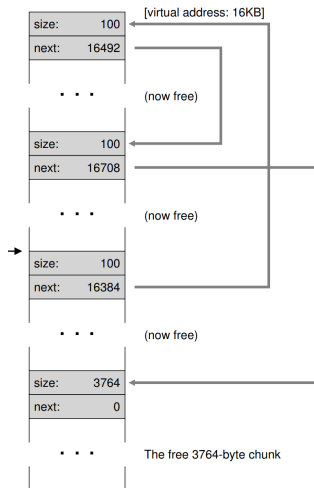 [virtual address: 16KB]
size: 100
next: 16492
. . .
(now free)
size: 100
next: 16708
. . .
(now free)
size: 100
next: 16384
. . .
(now free)
size: 3764
next: 0
. . .
The free 3764-byte chunk